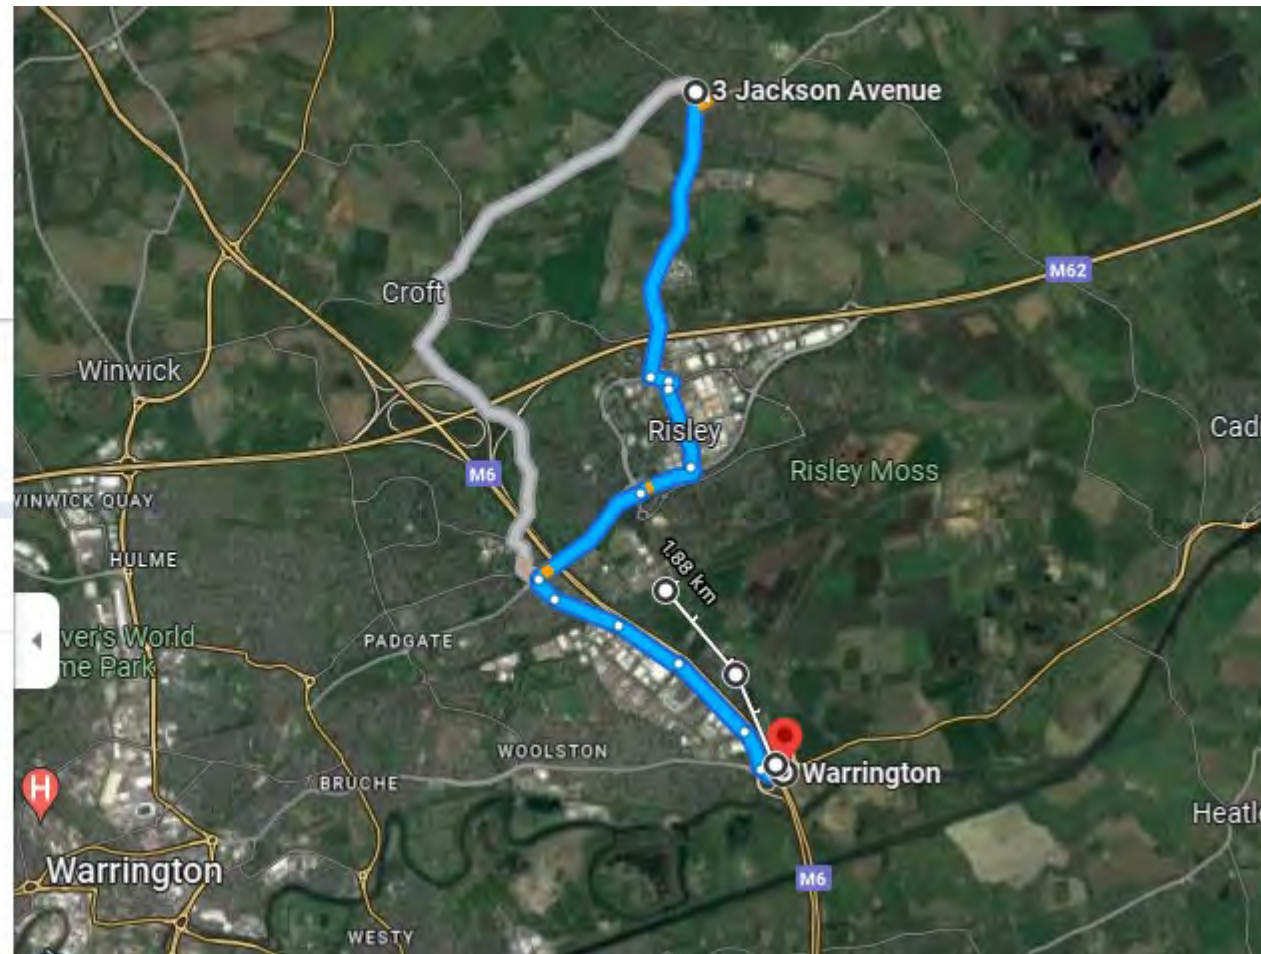 3 Jackson Avenue
M62
Croft
Winwick
Cadi
Risley
Risley Moss
M6
WINWICK QUAY
HULME
1.88 km
PADGATE
ver's World
me Park
WOOLSTON
BRUCHE
Warrington
H
Heatle
Warrington
M6
WESTY